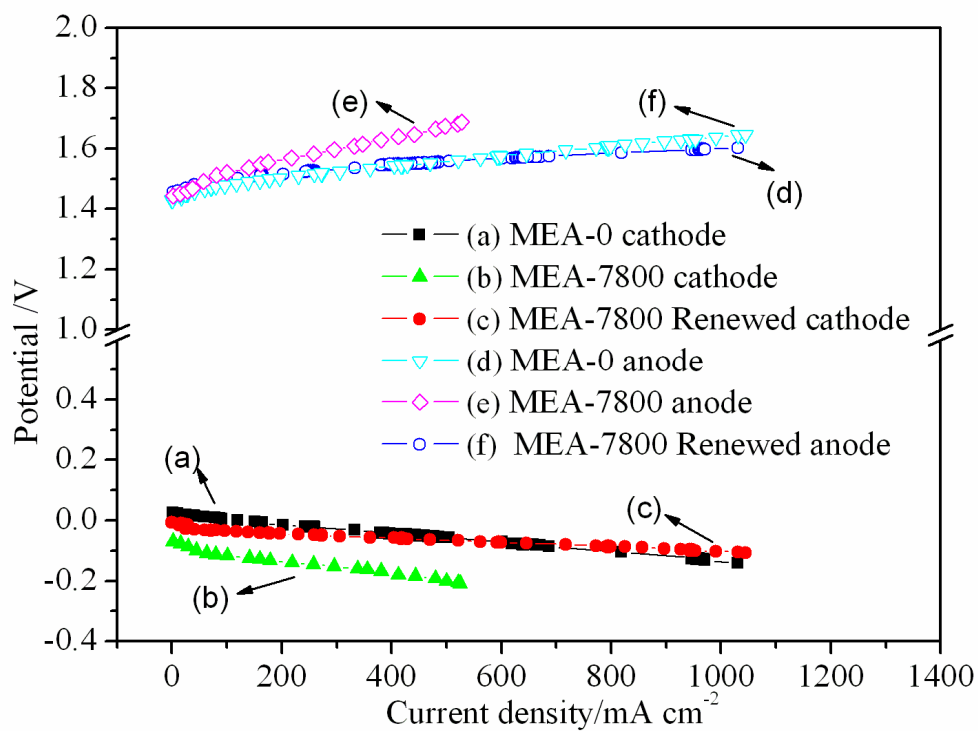 2.0
1.8
1.6
1.4
1.2
1.0
0.4
0.2
0.0
-0.2
-0.4
Potential /V
(e)
(f)
(d)
(a) MEA-0 cathode
(b) MEA-7800 cathode
(c) MEA-7800 Renewed cathode
(d) MEA-0 anode
(e) MEA-7800 anode
(f) MEA-7800 Renewed anode
(a)
(c)
(b)
0 200 400 600 800 1000 1200 1400
Current density/mA cm⁻²